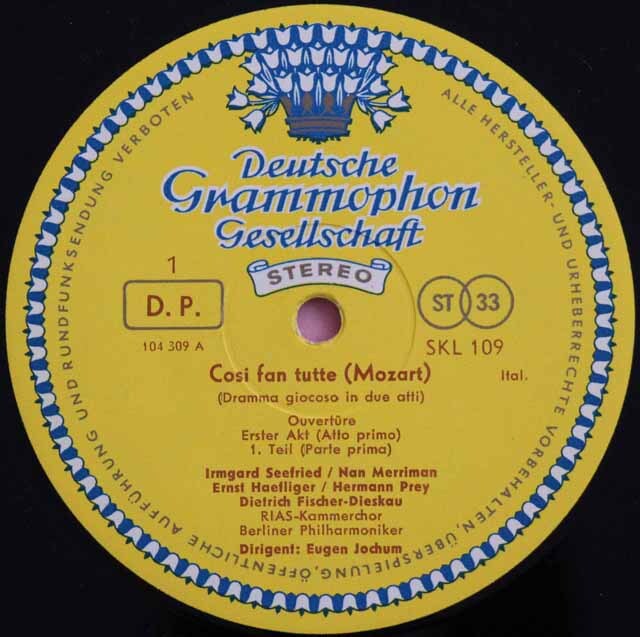 Deutsche
Grammophon
Gesellschaft
STEREO
1
D. P.
104 309 A
ST 33
SKL 109
Cosi fan tutte (Mozart)
Ital.
(Dramma giocoso in due atti)
Ouvertüre
Erster Akt (Atto primo)
1. Teil (Parte prima)
Irmgard Seefried / Nan Merriman
Ernst Haefliger / Hermann Prey
Dietrich Fischer-Dieskau
RIAS-Kammerchor
Berliner Philharmoniker
Dirigent: Eugen Jochum
ALLE HERSTELLER- UND URHEBERRECHTE VORBEHALTEN, ÜBERSPIELUNG, ÖFFENTLICHE AUFFÜHRUNG UND RUNDFUNKSENDUNG VERBOTEN